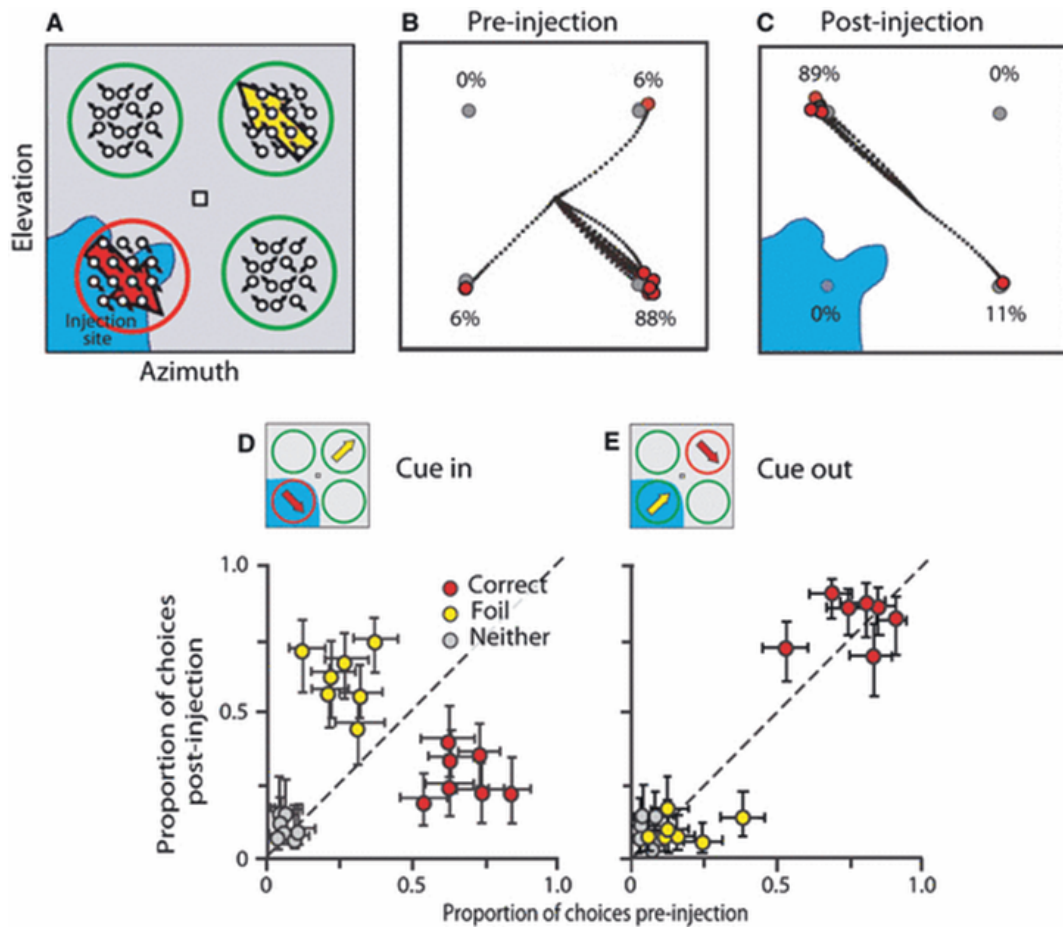 A
Elevation
Injection
site
Azimuth
B
Pre-injection
0%
6%
6%
88%
C
Post-injection
89%
0%
0%
11%
D
Cue in
E
Cue out
Proportion of choices
post-injection
1.0
0.5
0
Correct
Foil
Neither
0
0.5
1.0
0
0.5
1.0
Proportion of choices pre-injection